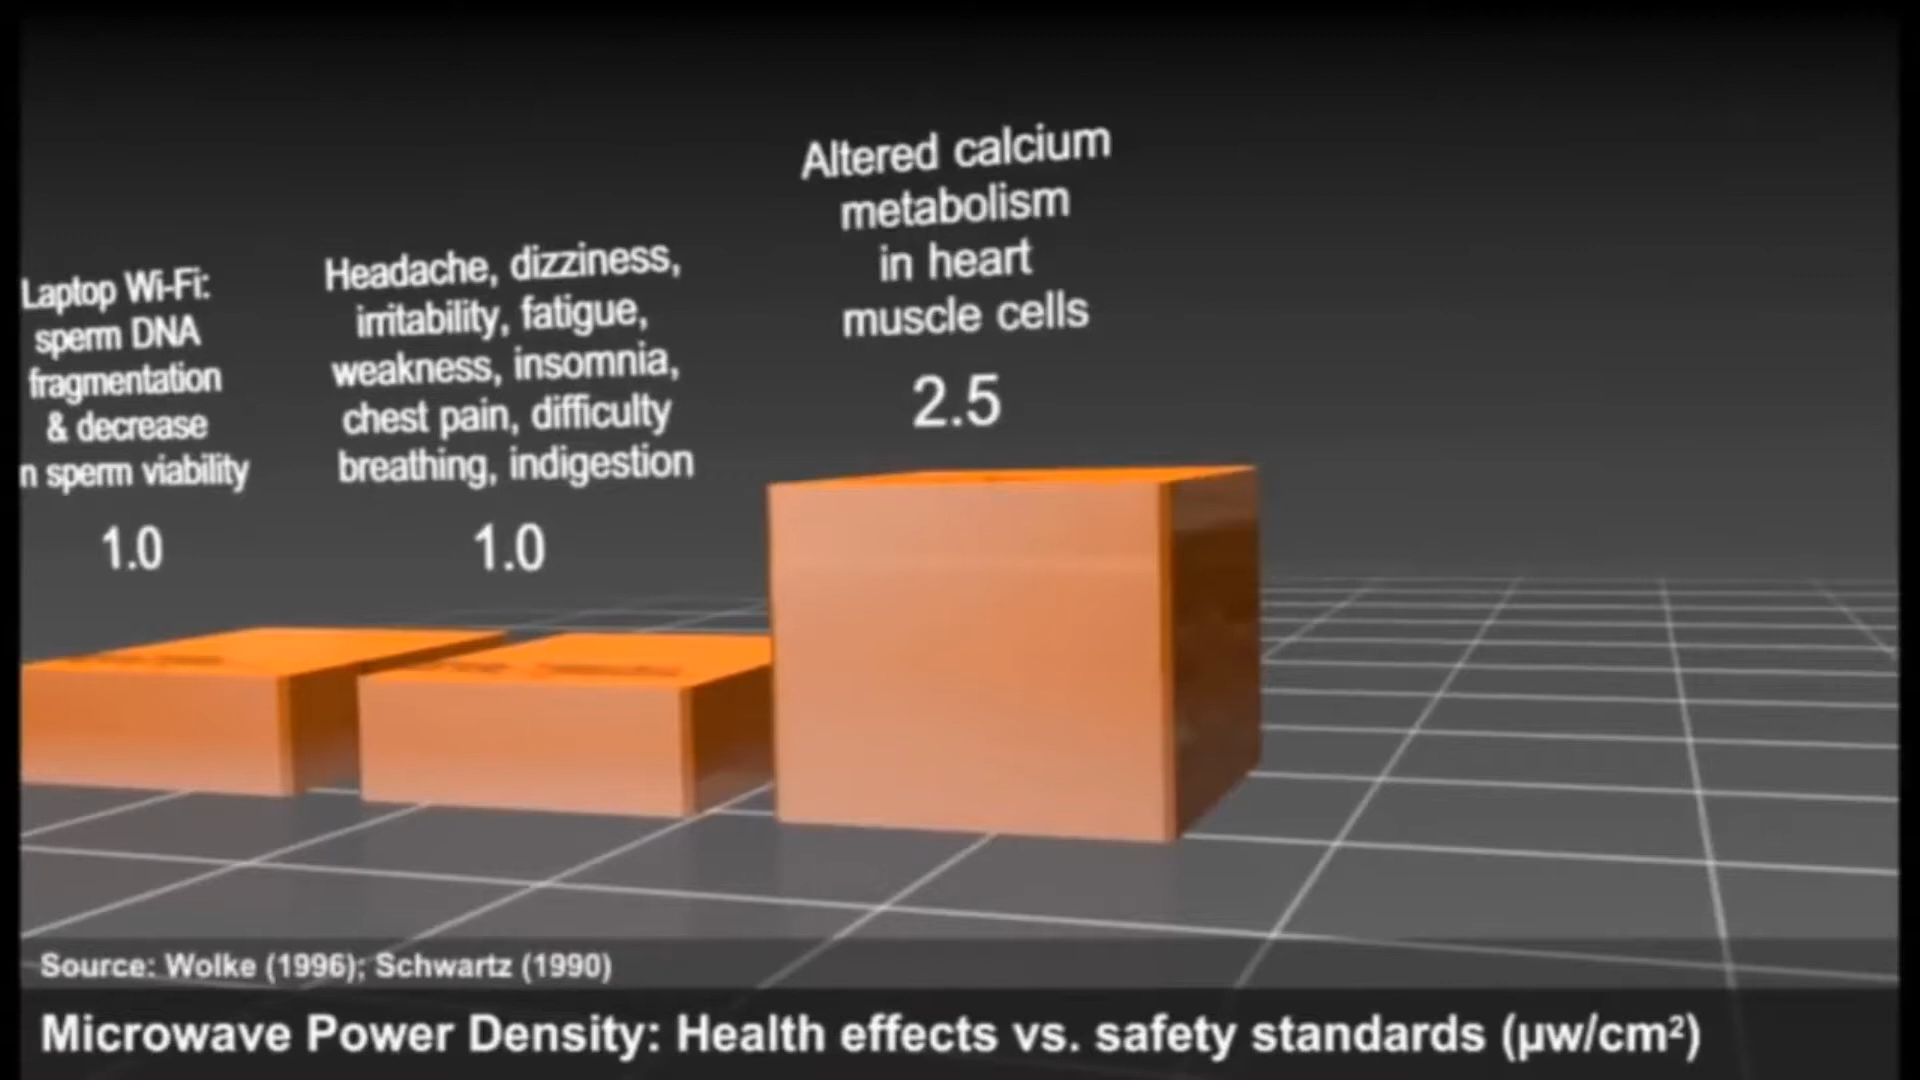 Laptop Wi-Fi:
sperm DNA
fragmentation
& decrease
n sperm viability
1.0
Headache, dizziness,
irritability, fatigue,
weakness, insomnia,
chest pain, difficulty
breathing, indigestion
1.0
Altered calcium
metabolism
in heart
muscle cells
2.5
Source: Wolke (1996); Schwartz (1990)
Microwave Power Density: Health effects vs. safety standards (µw/cm²)